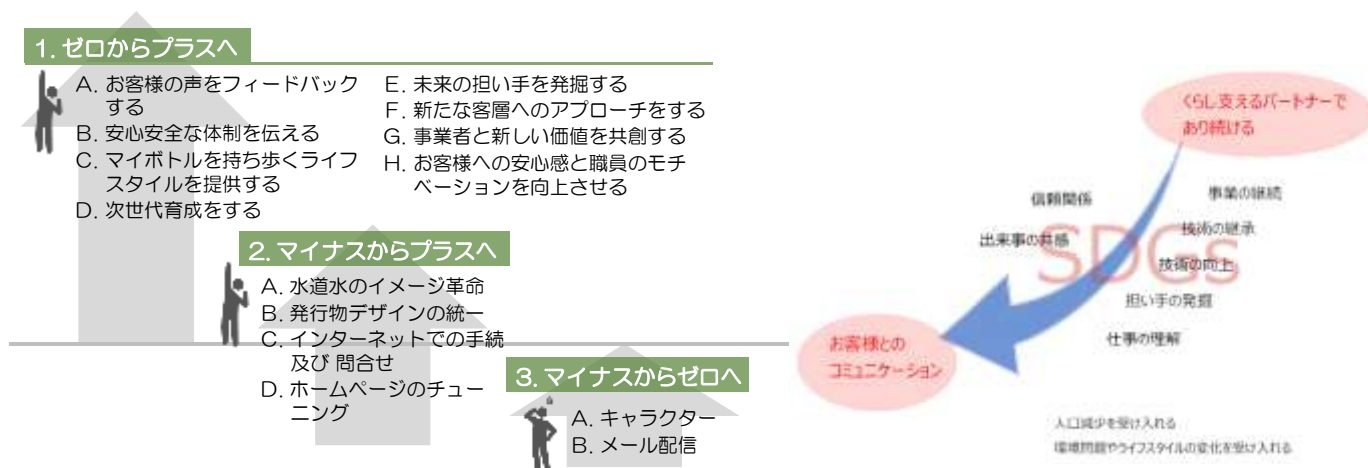 1. ゼロからプラスへ
A. お客様の声をフィードバック
する
B. 安心安全な体制を伝える
C. マイボトルを持ち歩くライフ
スタイルを提供する
D. 次世代育成をする
E. 未来の担い手を発掘する
F. 新たな客層へのアプローチをする
G. 事業者と新しい価値を共創する
H. お客様への安心感と職員のモチ
ベーションを向上させる
2. マイナスからプラスへ
A. 水道水のイメージ革命
B. 発行物デザインの統一
C. インターネットでの手続
及び 問合せ
D. ホームページのチュー
ニング
3. マイナスからゼロへ
A. キャラクター
B. メール配信
くらし支えるパートナーで
あり続ける
信頼関係
事業の継続
出来事の共感
技術の継承
SDGs
技術の向上
担い手の発掘
仕事の理解
お客様との
コミュニケーション
人口減少を受け入れる
環境問題やライフスタイルの変化を受け入れる